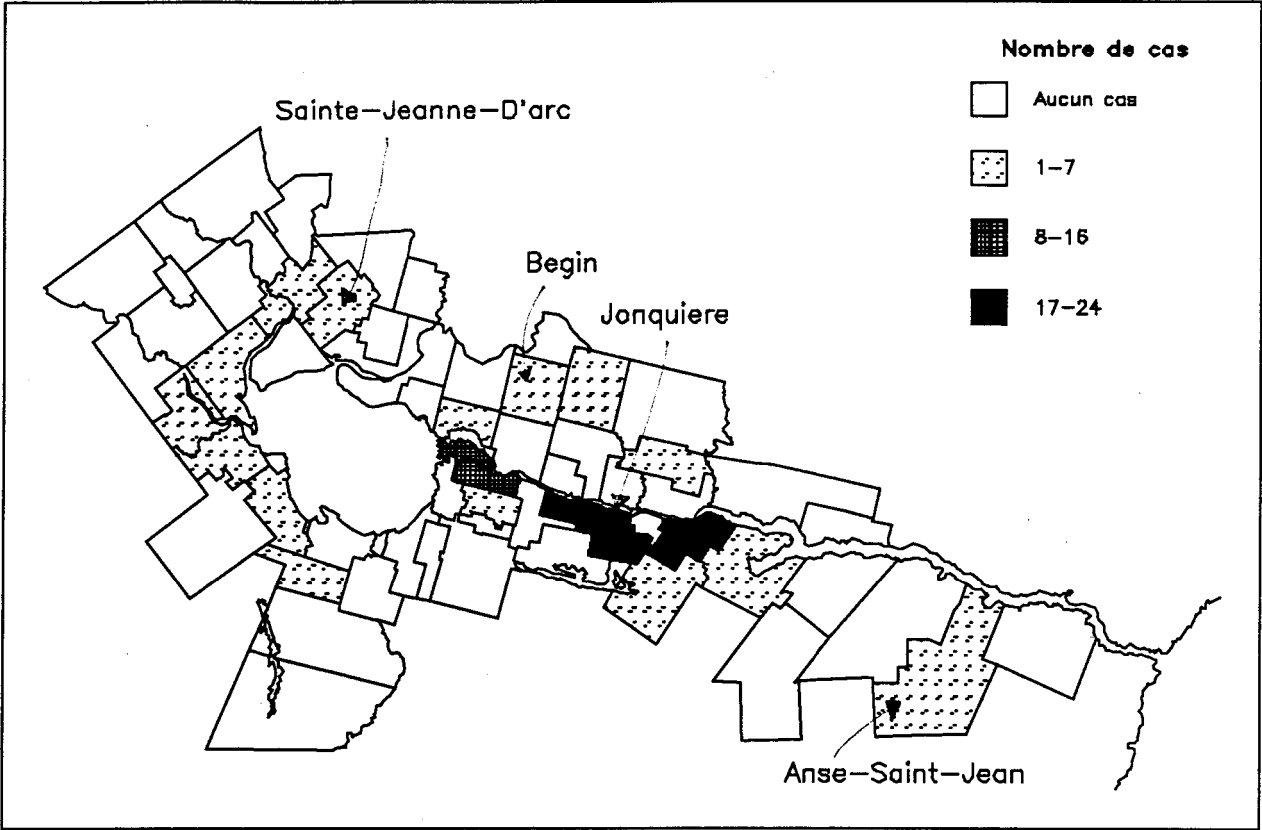 Nombre de cas
Aucun cas
1-7
8-16
17-24
Sainte-Jeanne-D'arc
Begin
Jonquiere
Anse-Saint-Jean